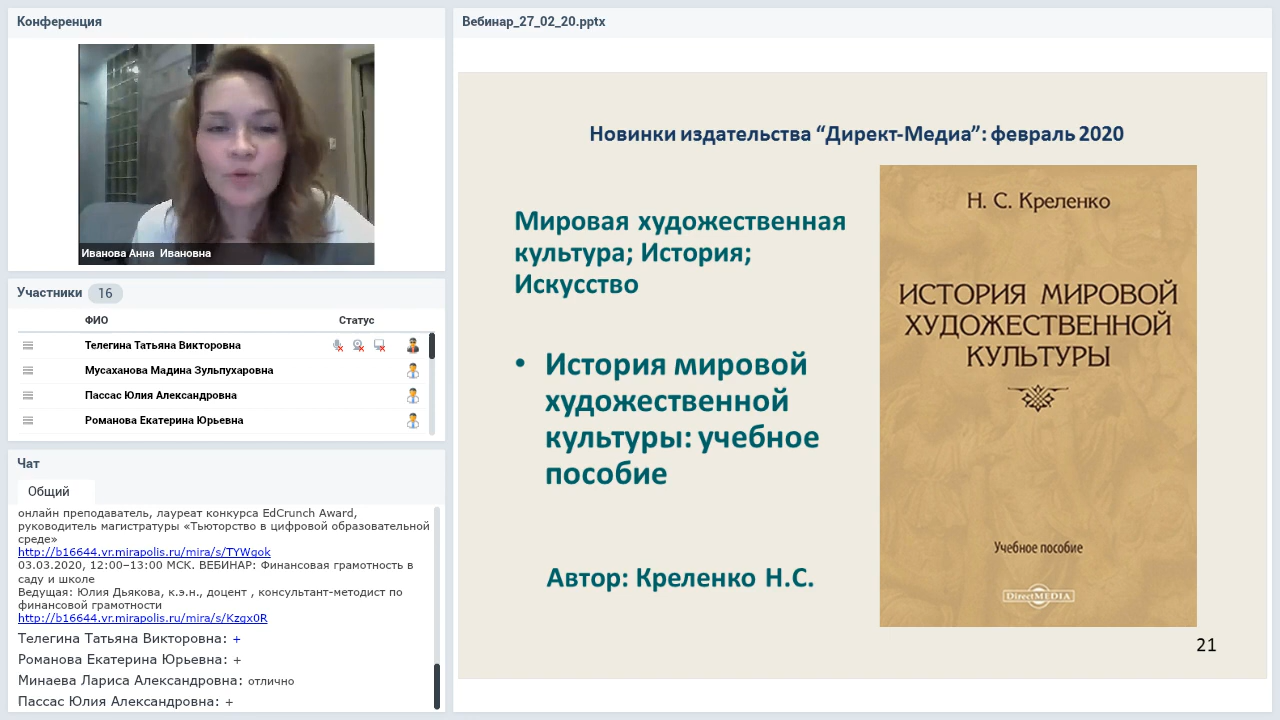 Конференция
Иванова Анна  Ивановна
Участники 16
ФИО Статус
Телегина Татьяна Викторовна
Мусаханова Мадина Зульпухаровна
Пассас Юлия Александровна
Романова Екатерина Юрьевна
Чат
Общий
онлайн преподаватель, лауреат конкурса EdCrunch Award,
руководитель магистратуры «Тьюторство в цифровой образовательной
среде»
http://b16644.vr.mirapolis.ru/mira/s/TYWgok
03.03.2020, 12:00–13:00 МСК. ВЕБИНАР: Финансовая грамотность в
саду и школе
Ведущая: Юлия Дьякова, к.э.н., доцент , консультант-методист по
финансовой грамотности
http://b16644.vr.mirapolis.ru/mira/s/Kzgx0R
Телегина Татьяна Викторовна: +
Романова Екатерина Юрьевна: +
Минаева Лариса Александровна: отлично
Пассас Юлия Александровна: +
Вебинар_27_02_20.pptx
Новинки издательства “Директ-Медиа”: февраль 2020
Мировая художественная
культура; История;
Искусство
• История мировой
художественной
культуры: учебное
пособие
Автор: Креленко Н.С.
Н. С. Креленко
ИСТОРИЯ МИРОВОЙ
ХУДОЖЕСТВЕННОЙ
КУЛЬТУРЫ
Учебное пособие
DirectMEDIA
21